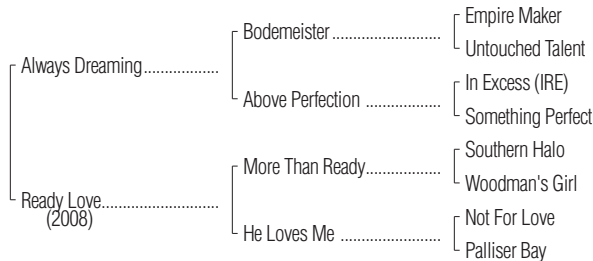 Empire Maker
Bodemeister
Untouched Talent
Always Dreaming
In Excess (IRE)
Above Perfection
Something Perfect
Southern Halo
More Than Ready
Woodman's Girl
Ready Love
(2008)
Not For Love
He Loves Me
Palliser Bay